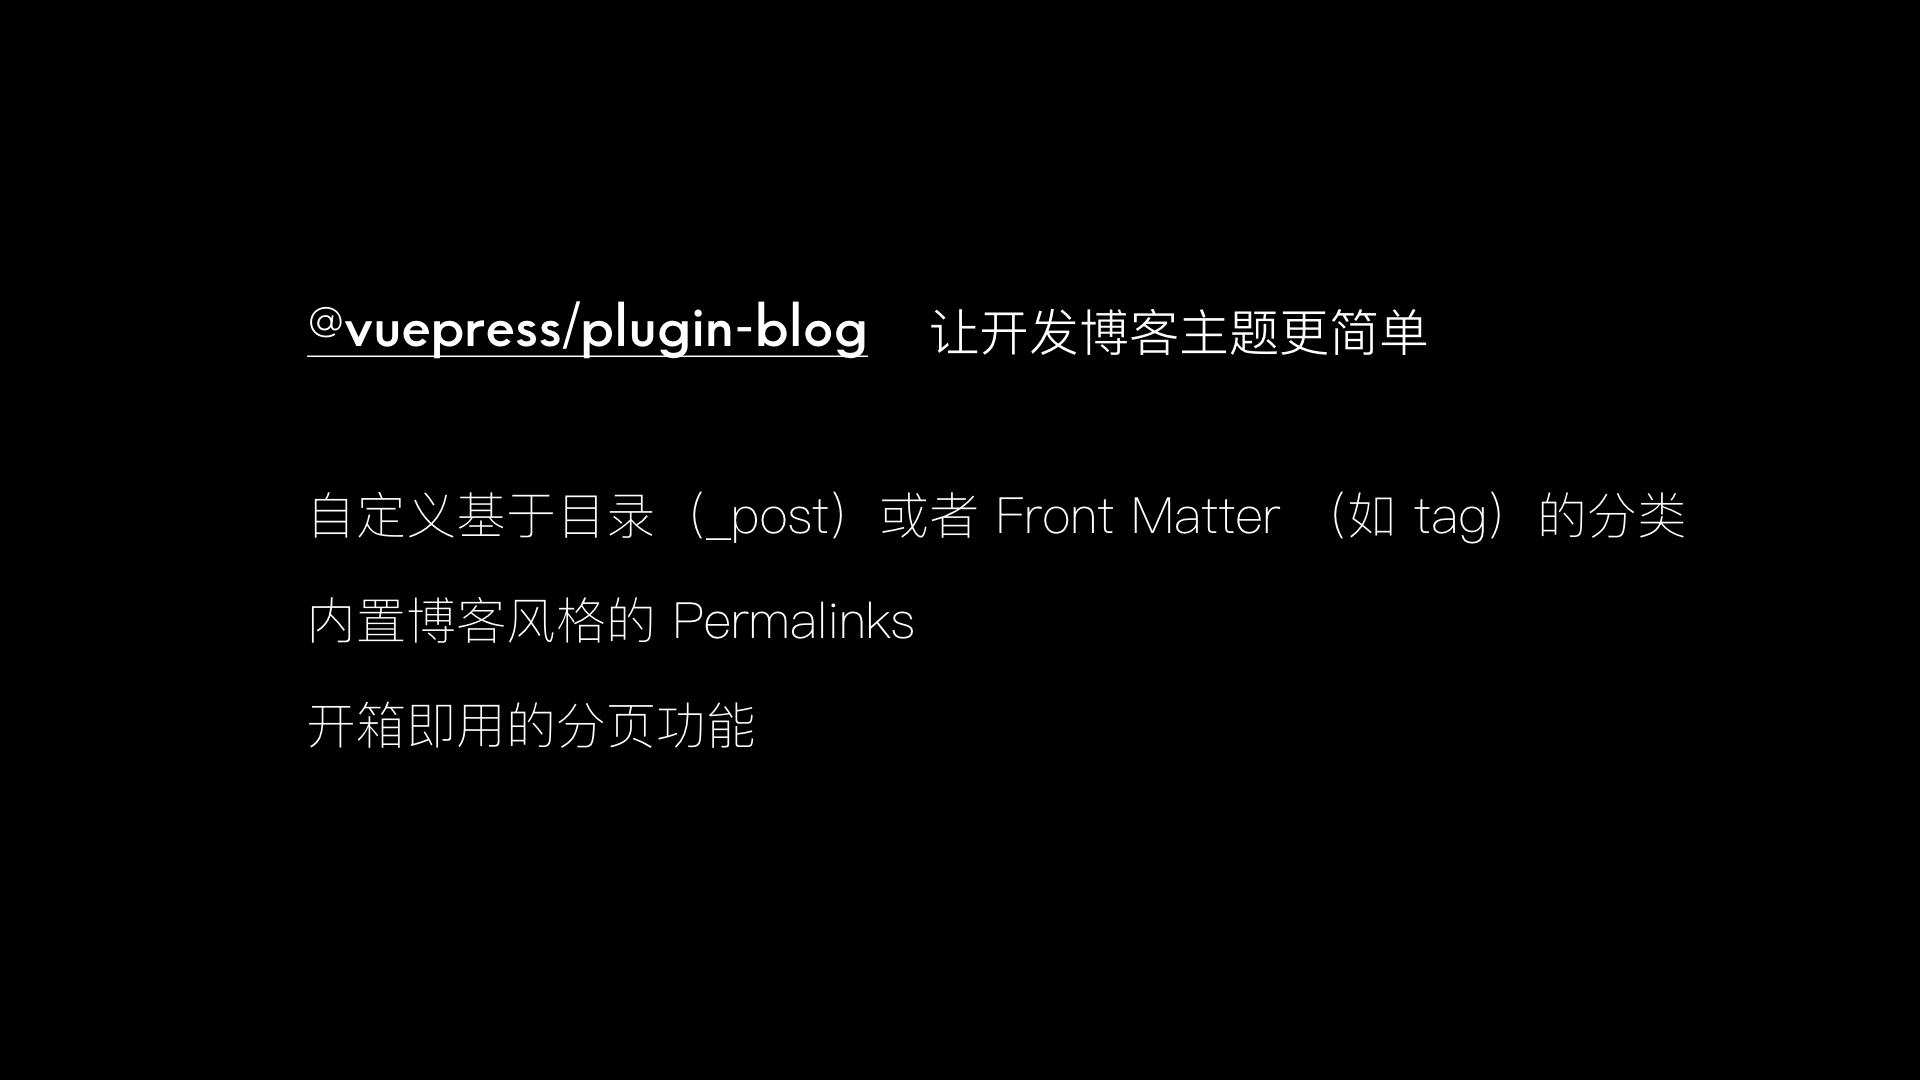 @vuepress/plugin-blog 让开发博客主题更简单
自定义基于目录（_post）或者 Front Matter （如 tag）的分类
内置博客风格的 Permalinks
开箱即用的分页功能